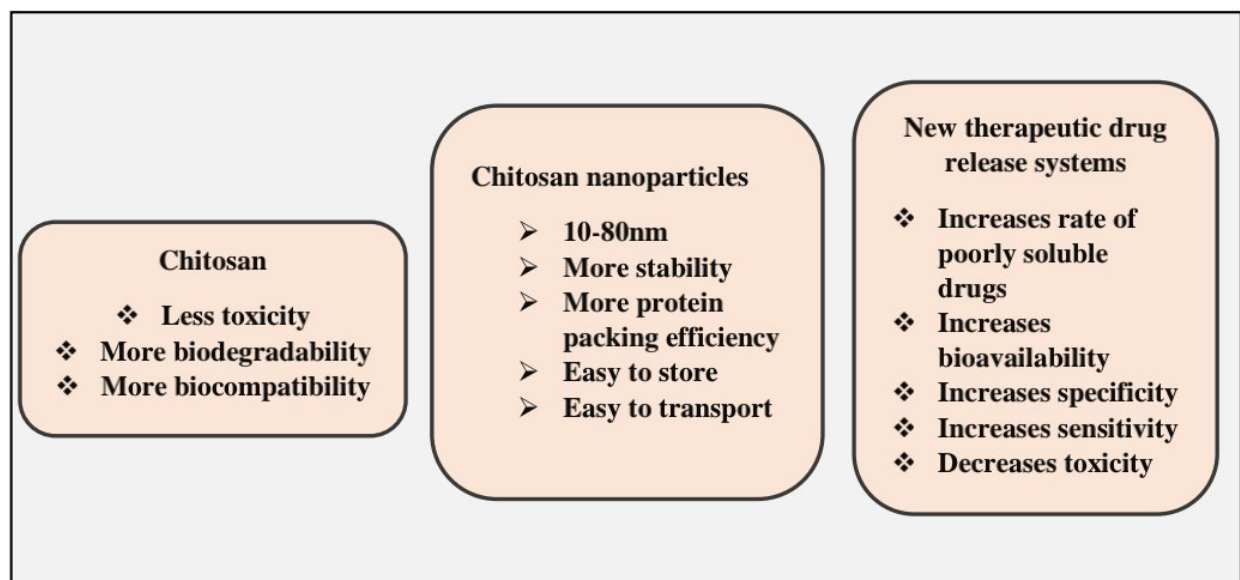 Chitosan
❖ Less toxicity
❖ More biodegradability
❖ More biocompatibility
Chitosan nanoparticles
➢ 10-80nm
➢ More stability
➢ More protein
packing efficiency
➢ Easy to store
➢ Easy to transport
New therapeutic drug
release systems
❖ Increases rate of
poorly soluble
drugs
❖ Increases
bioavailability
❖ Increases specificity
❖ Increases sensitivity
❖ Decreases toxicity